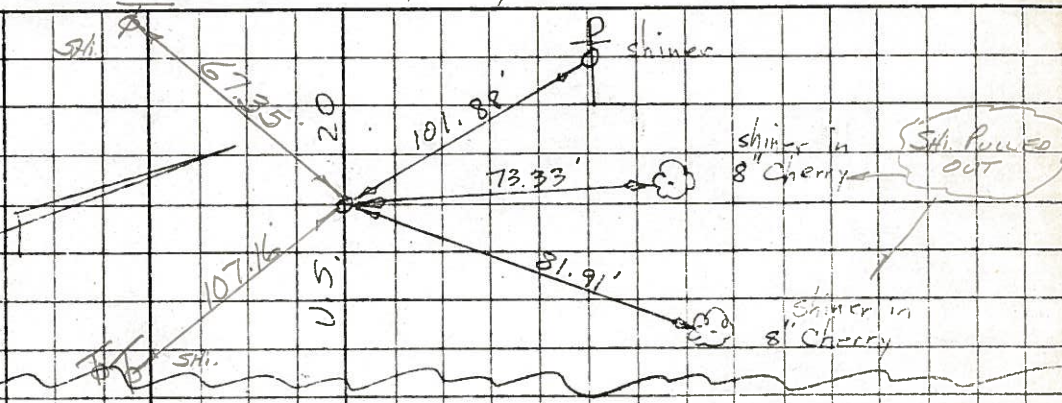 SHI.
67.35'
U.S. 20
101.88'
P
shiner
73.33'
shiner in
8" Cherry
SHI. PULLED
OUT
107.16
SHI.
81.91'
shiner in
8" Cherry